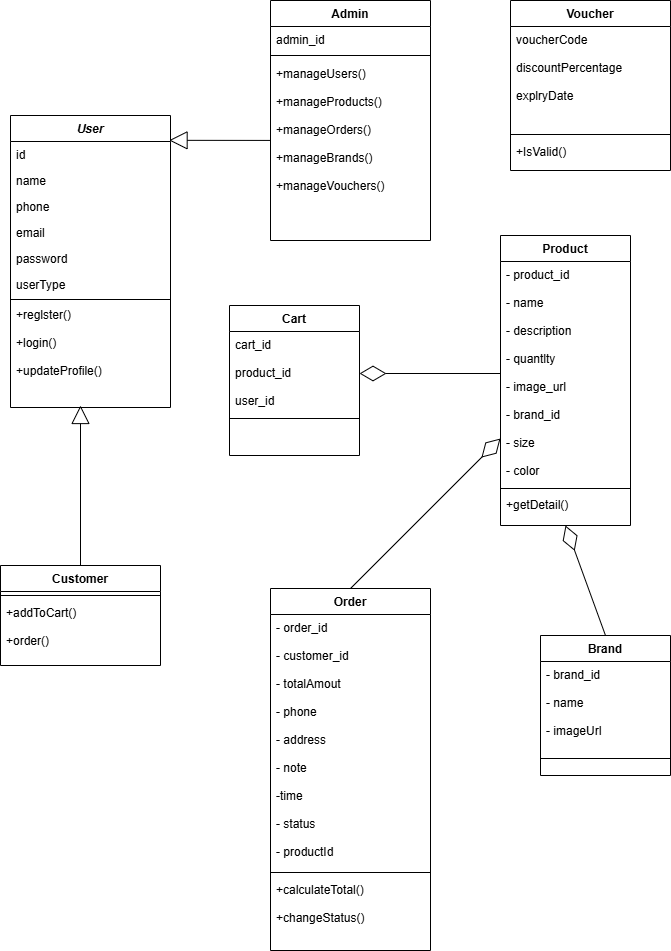 Admin
admin_id
+manageUsers()
+manageProducts()
+manageOrders()
+manageBrands()
+manageVouchers()
Voucher
voucherCode
discountPercentage
expIryDate
+IsValid()
User
id
name
phone
email
password
userType
+regIster()
+login()
+updateProfile()
Product
- product_id
- name
- description
- quantIty
- image_url
- brand_id
- size
- color
+getDetail()
Cart
cart_id
product_id
user_id
Customer
+addToCart()
+order()
Order
- order_id
- customer_id
- totalAmout
- phone
- address
- note
-time
- status
- productId
+calculateTotal()
+changeStatus()
Brand
- brand_id
- name
- imageUrl